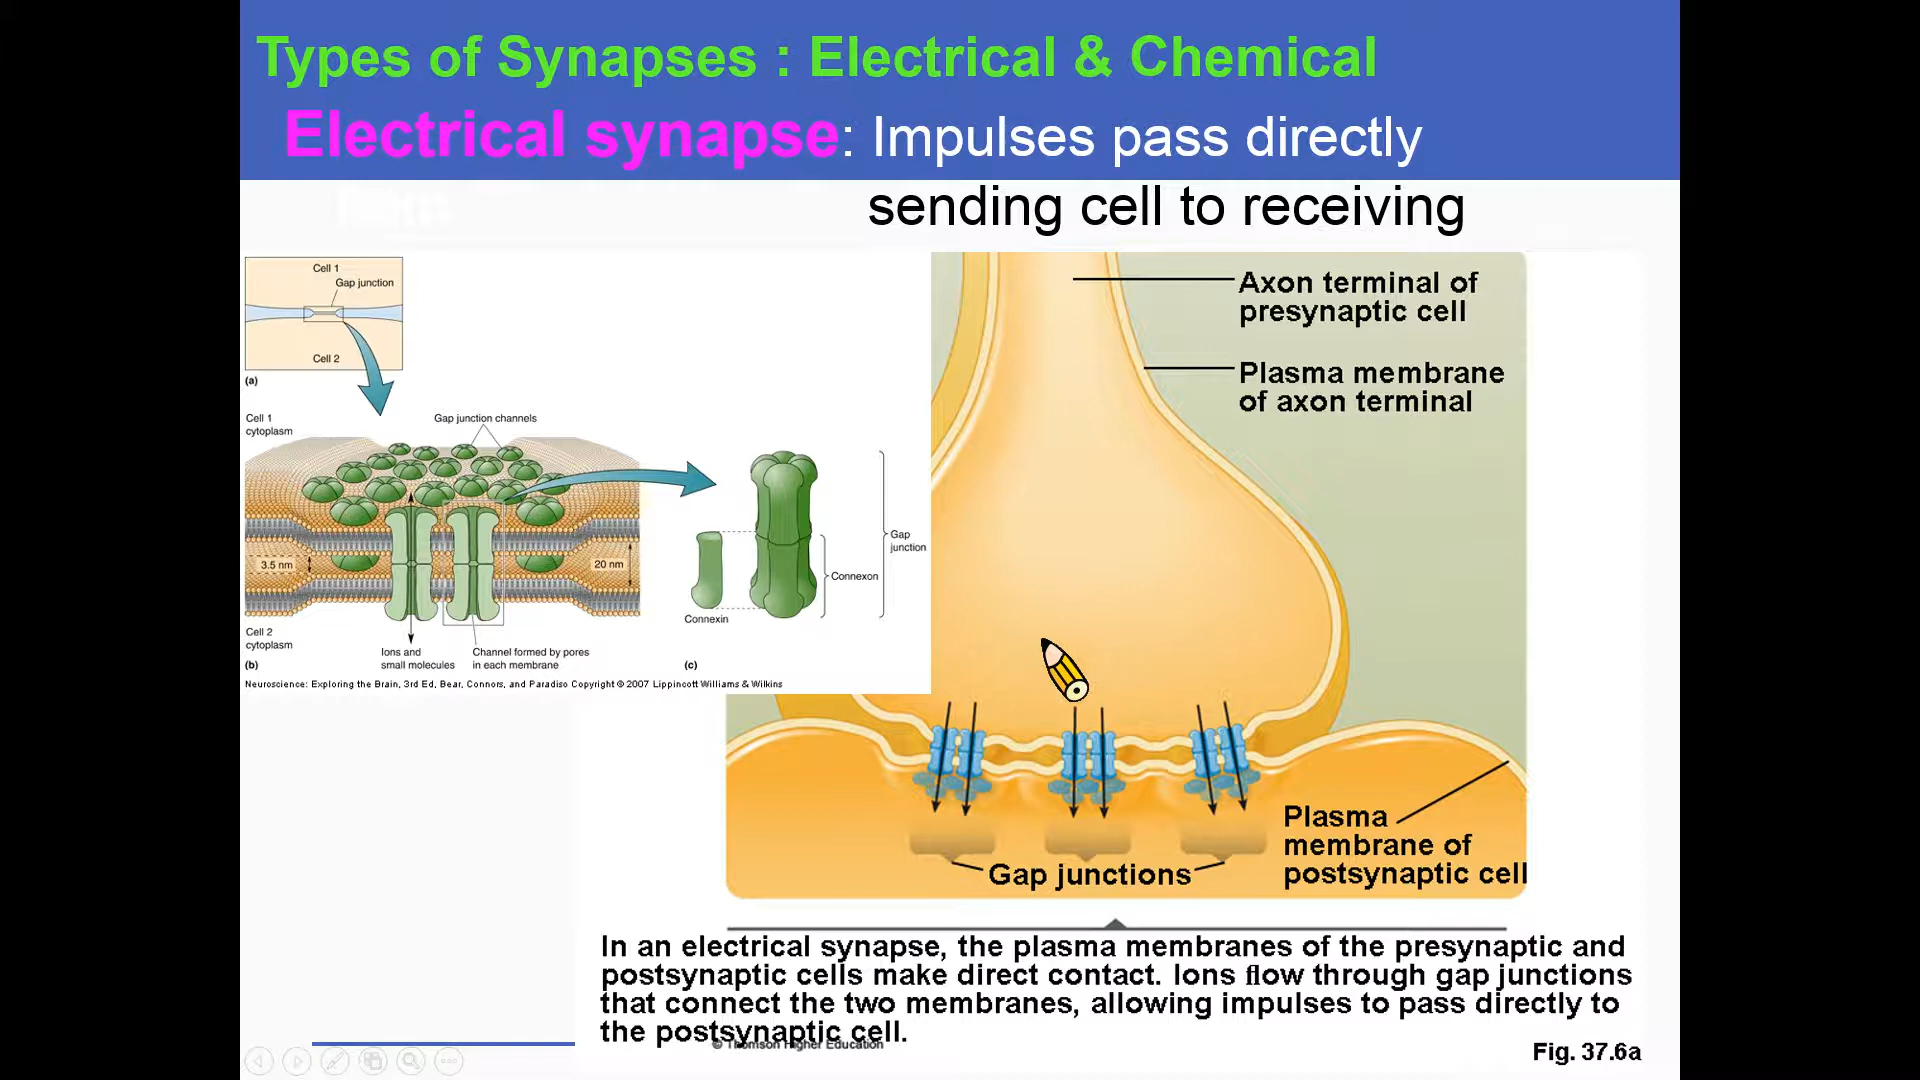 Types of Synapses : Electrical & Chemical
Electrical synapse: Impulses pass directly
sending cell to receiving
Cell 1
Gap junction
Cell 2
(a)
Cell 1
cytoplasm
Gap junction channels
3.5 nm
20 nm
Cell 2
cytoplasm
Ions and
small molecules
Channel formed by pores
in each membrane
(b)
Gap
junction
Connexon
Connexin
(c)
Neuroscience: Exploring the Brain, 3rd Ed, Bear, Connors, and Paradiso Copyright © 2007 Lippincott Williams & Wilkins
Axon terminal of
presynaptic cell
Plasma membrane
of axon terminal
Plasma
membrane of
postsynaptic cell
Gap junctions
In an electrical synapse, the plasma membranes of the presynaptic and
postsynaptic cells make direct contact. Ions flow through gap junctions
that connect the two membranes, allowing impulses to pass directly to
the postsynaptic cell.
© Thomson Higher Education
Fig. 37.6a